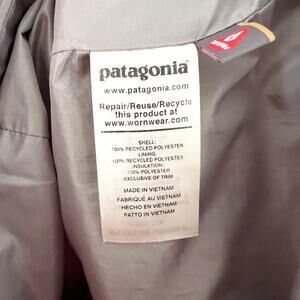 patagonia
www.patagonia.com
Repair/Reuse/Recycle
this product at
www.wornwear.com
SHELL:
100% RECYCLED POLYESTER
LINING:
100% RECYCLED POLYESTER
INSULATION:
100% POLYESTER
EXCLUSIVE OF TRIM
MADE IN VIETNAM
FABRIQUÉ AU VIETNAM
HECHO EN VIETNAM
FATTO IN VIETNAM